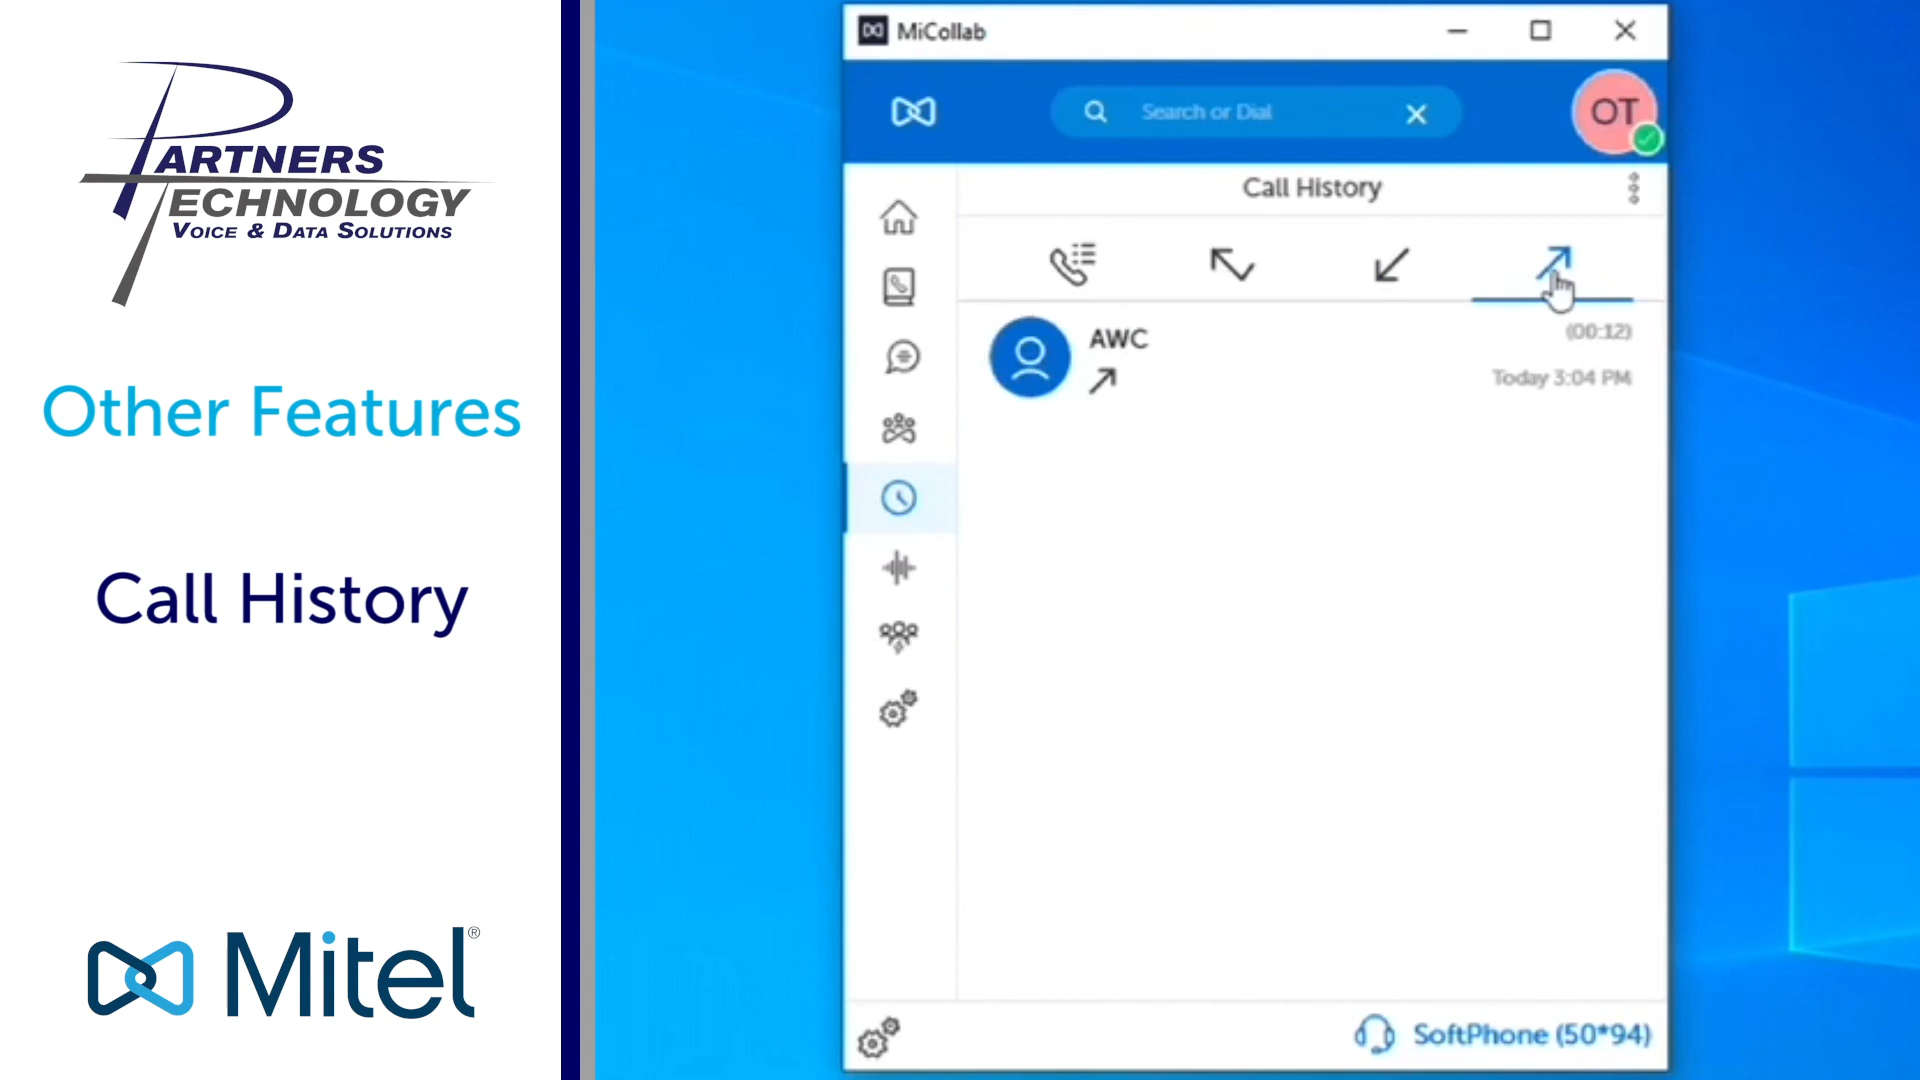 PARTNERS
TECHNOLOGY
VOICE & DATA SOLUTIONS
Other Features
Call History
Mitel®
MiCollab
Search or Dial
OT
Call History
AWC
(00:12)
Today 3:04 PM
SoftPhone (50*94)